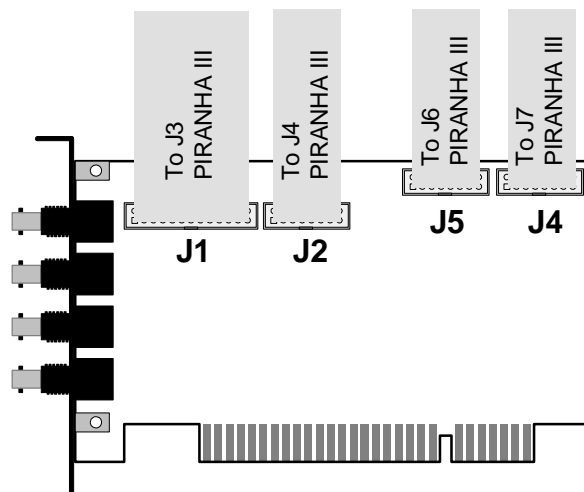 To J3
PIRANHA III
To J4
PIRANHA III
To J6
PIRANHA III
To J7
PIRANHA III
J1
J2
J5
J4